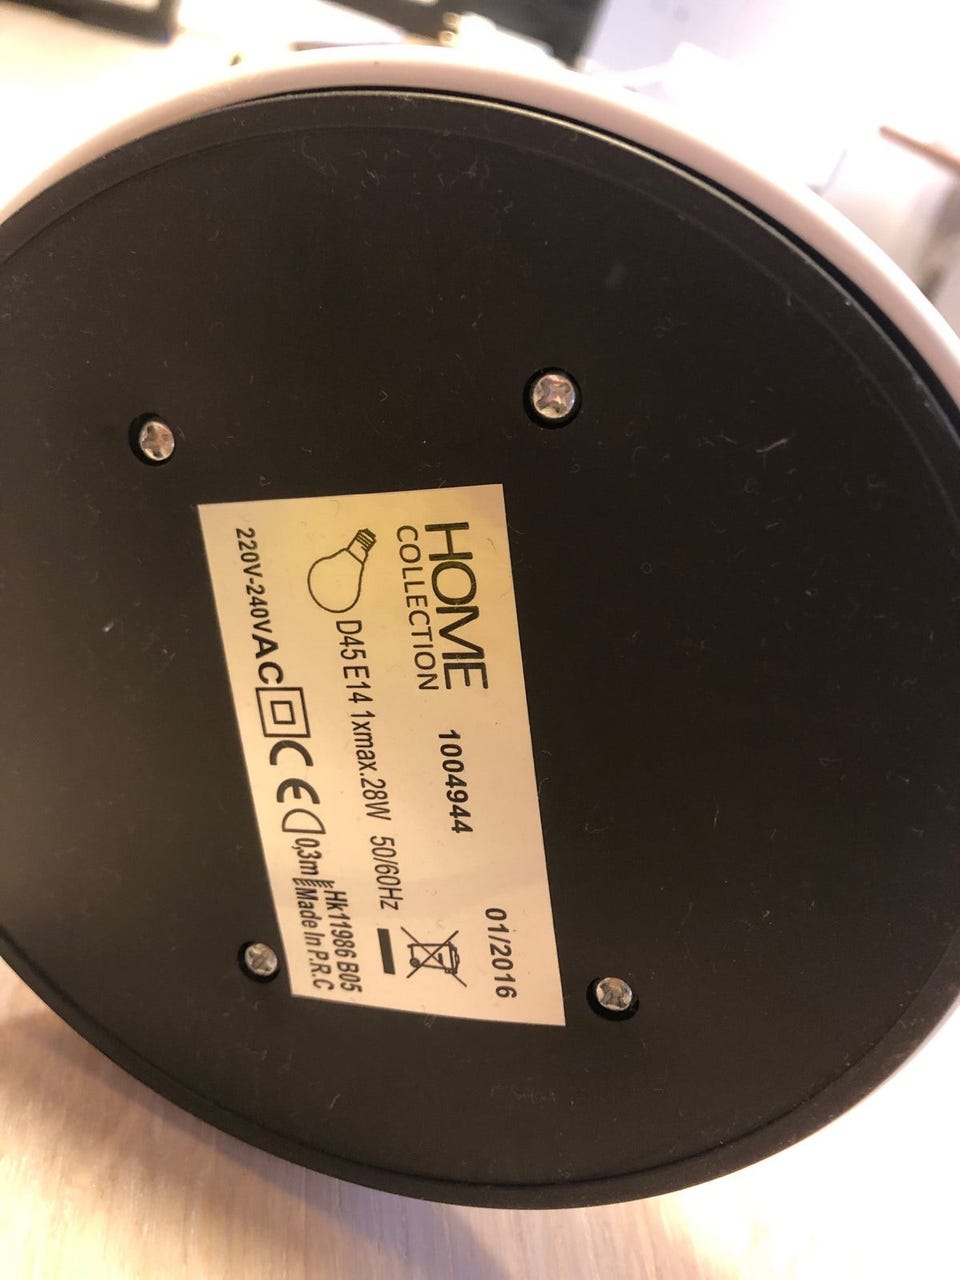 HOME
COLLECTION
1004944
01/2016
D45 E14 1xmax.28W 50/60Hz
220V-240VAC CE 0,3m
Hk11986 B05
Made In P.R.C